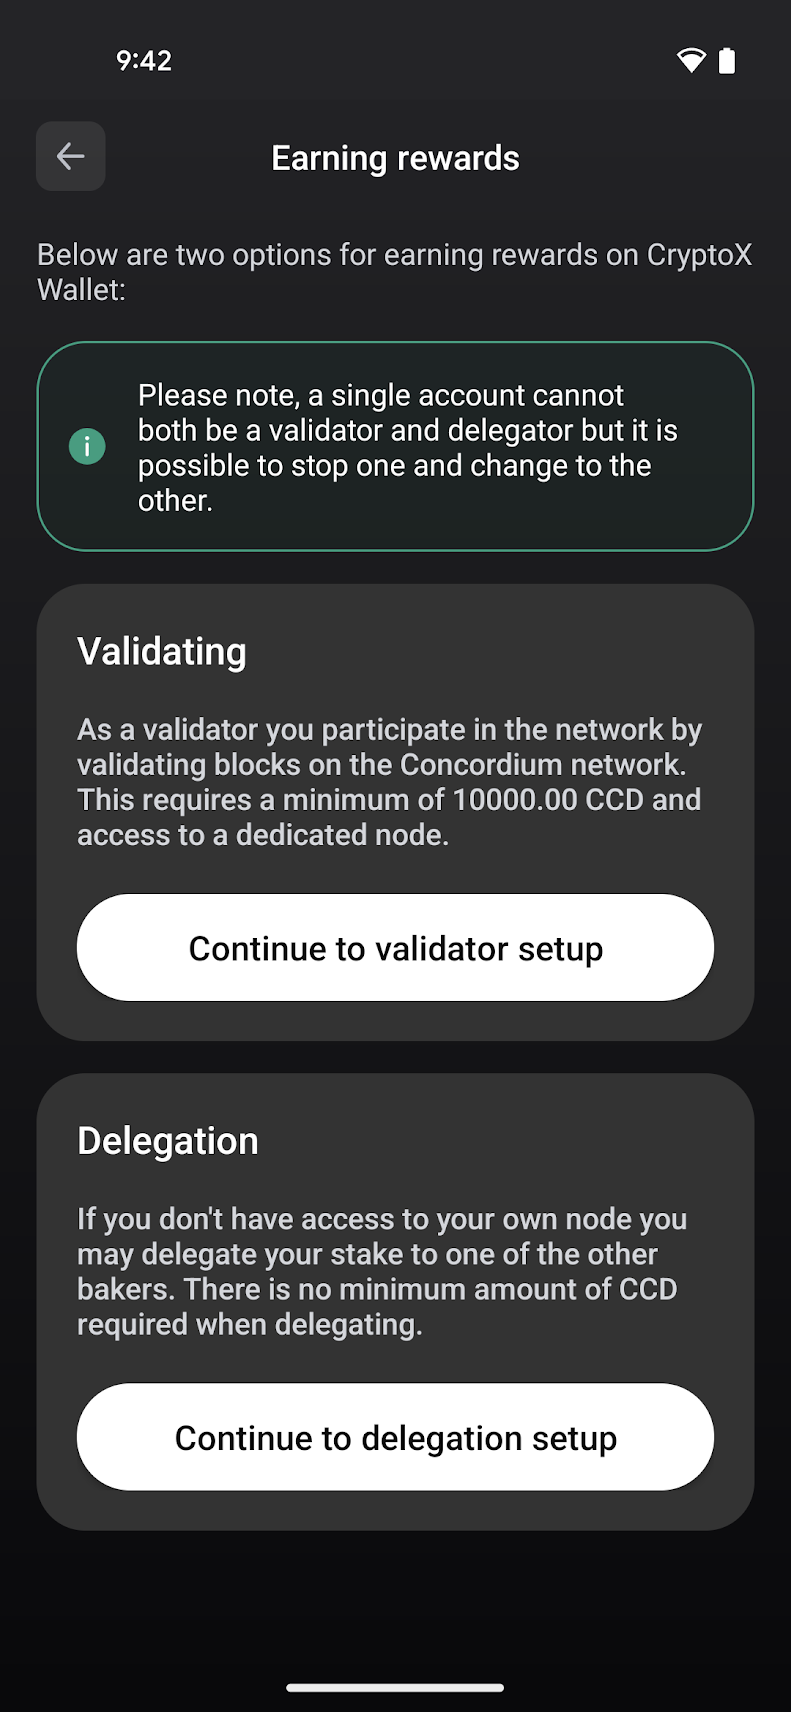 9:42
Earning rewards
Below are two options for earning rewards on CryptoX
Wallet:
Please note, a single account cannot
both be a validator and delegator but it is
possible to stop one and change to the
other.
Validating
As a validator you participate in the network by
validating blocks on the Concordium network.
This requires a minimum of 10000.00 CCD and
access to a dedicated node.
Continue to validator setup
Delegation
If you don't have access to your own node you
may delegate your stake to one of the other
bakers. There is no minimum amount of CCD
required when delegating.
Continue to delegation setup